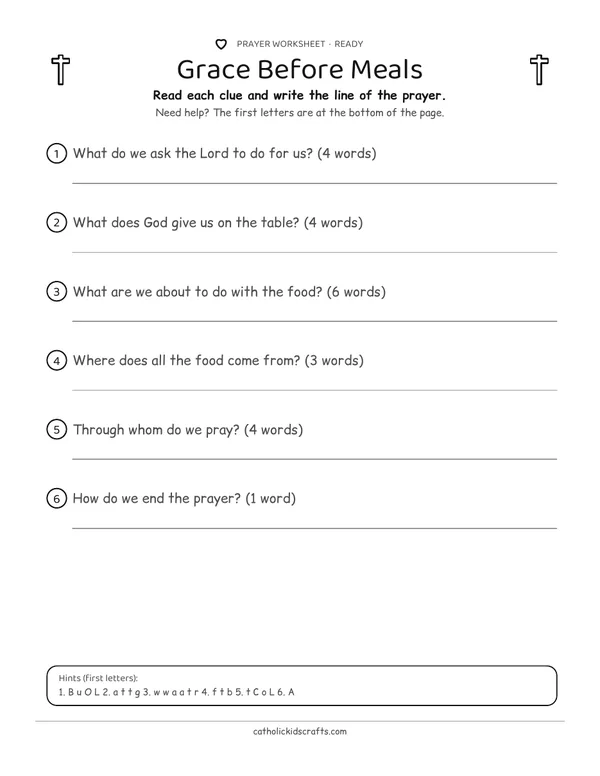 PRAYER WORKSHEET · READY
Grace Before Meals
Read each clue and write the line of the prayer.
Need help? The first letters are at the bottom of the page.
1 What do we ask the Lord to do for us? (4 words)
2 What does God give us on the table? (4 words)
3 What are we about to do with the food? (6 words)
4 Where does all the food come from? (3 words)
5 Through whom do we pray? (4 words)
6 How do we end the prayer? (1 word)
Hints (first letters):
1. B u O L 2. a t t g 3. w w a a t r 4. f t b 5. t C o L 6. A
catholickidscrafts.com